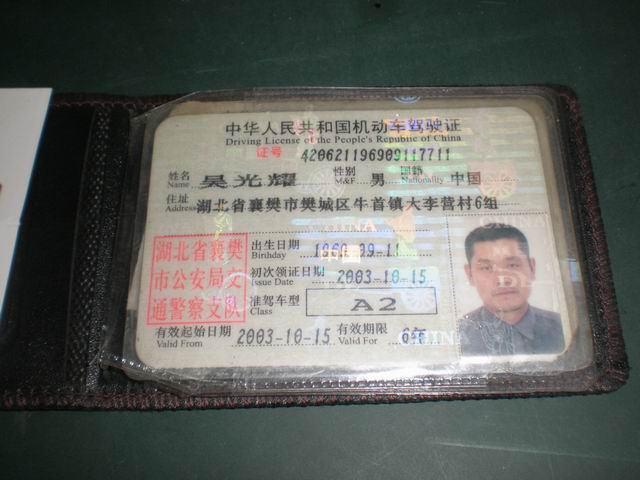 中华人民共和国机动车驾驶证
Driving License of the People's Republic of China
证号 420621196909117711
姓名 Name 吴光耀 性别 M&F 男 国籍 Nationality 中国
住址 Address 湖北省襄樊市樊城区牛首镇大李营村6组
湖北省襄樊
市公安局交
通警察支队
出生日期 Birthday 1969-09-11
初次领证日期 Issue Date 2003-10-15
准驾车型 Class A2
有效起始日期 Valid From 2003-10-15 有效期限 Valid For 6年